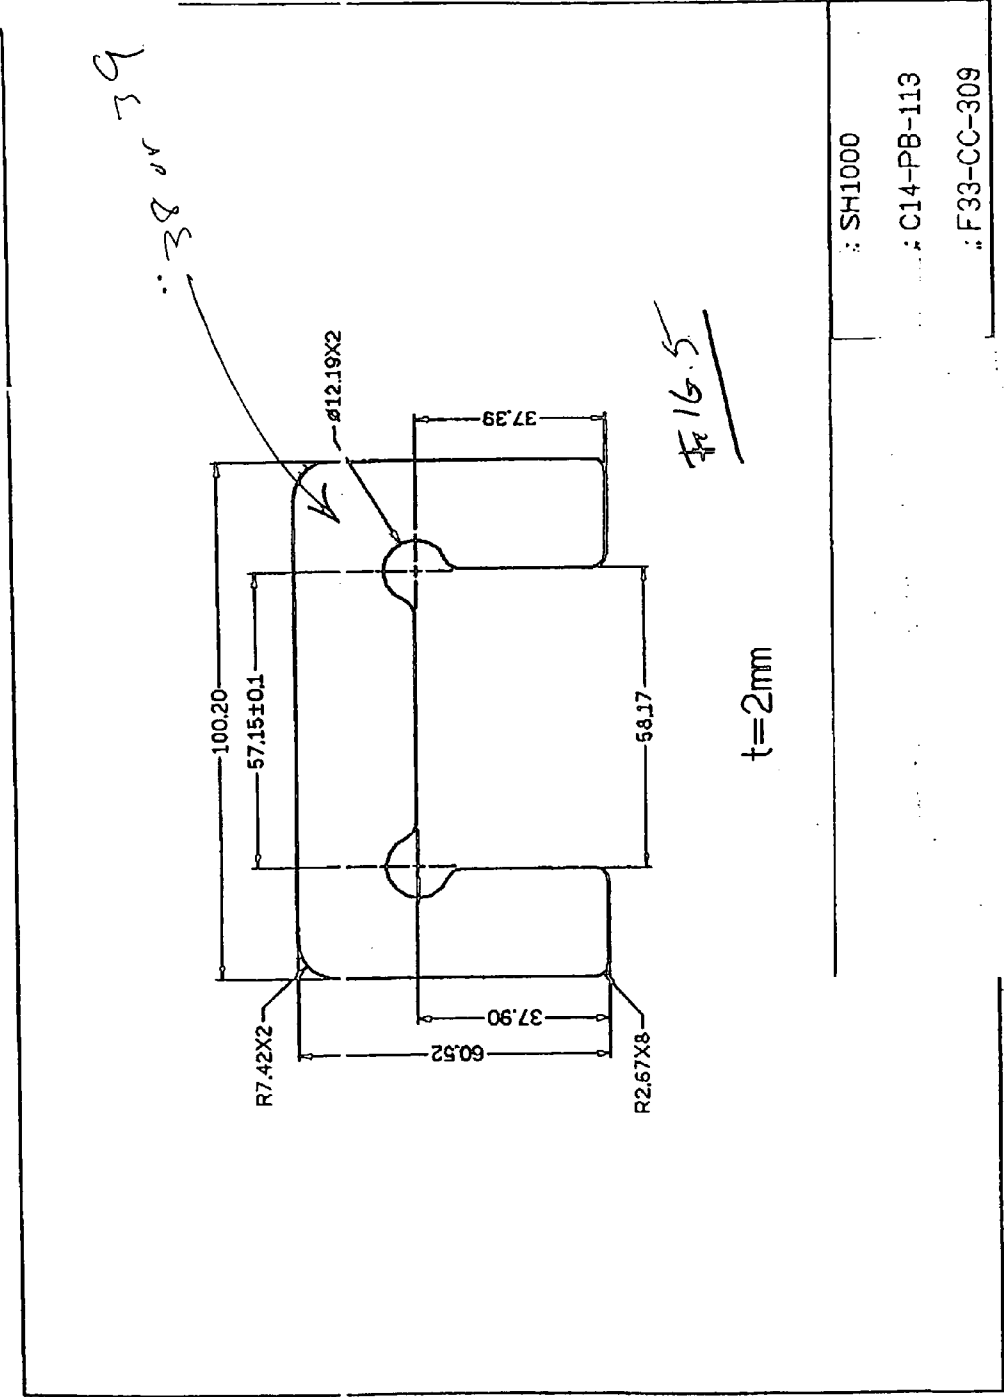 ∴ 38 or 39
ø12.19X2
37.39
100.20
57.15±0.1
58.17
R7.42X2
37.90
60.52
R2.67X8
16.5
t=2mm
: SH1000
: C14-PB-113
: F33-CC-309